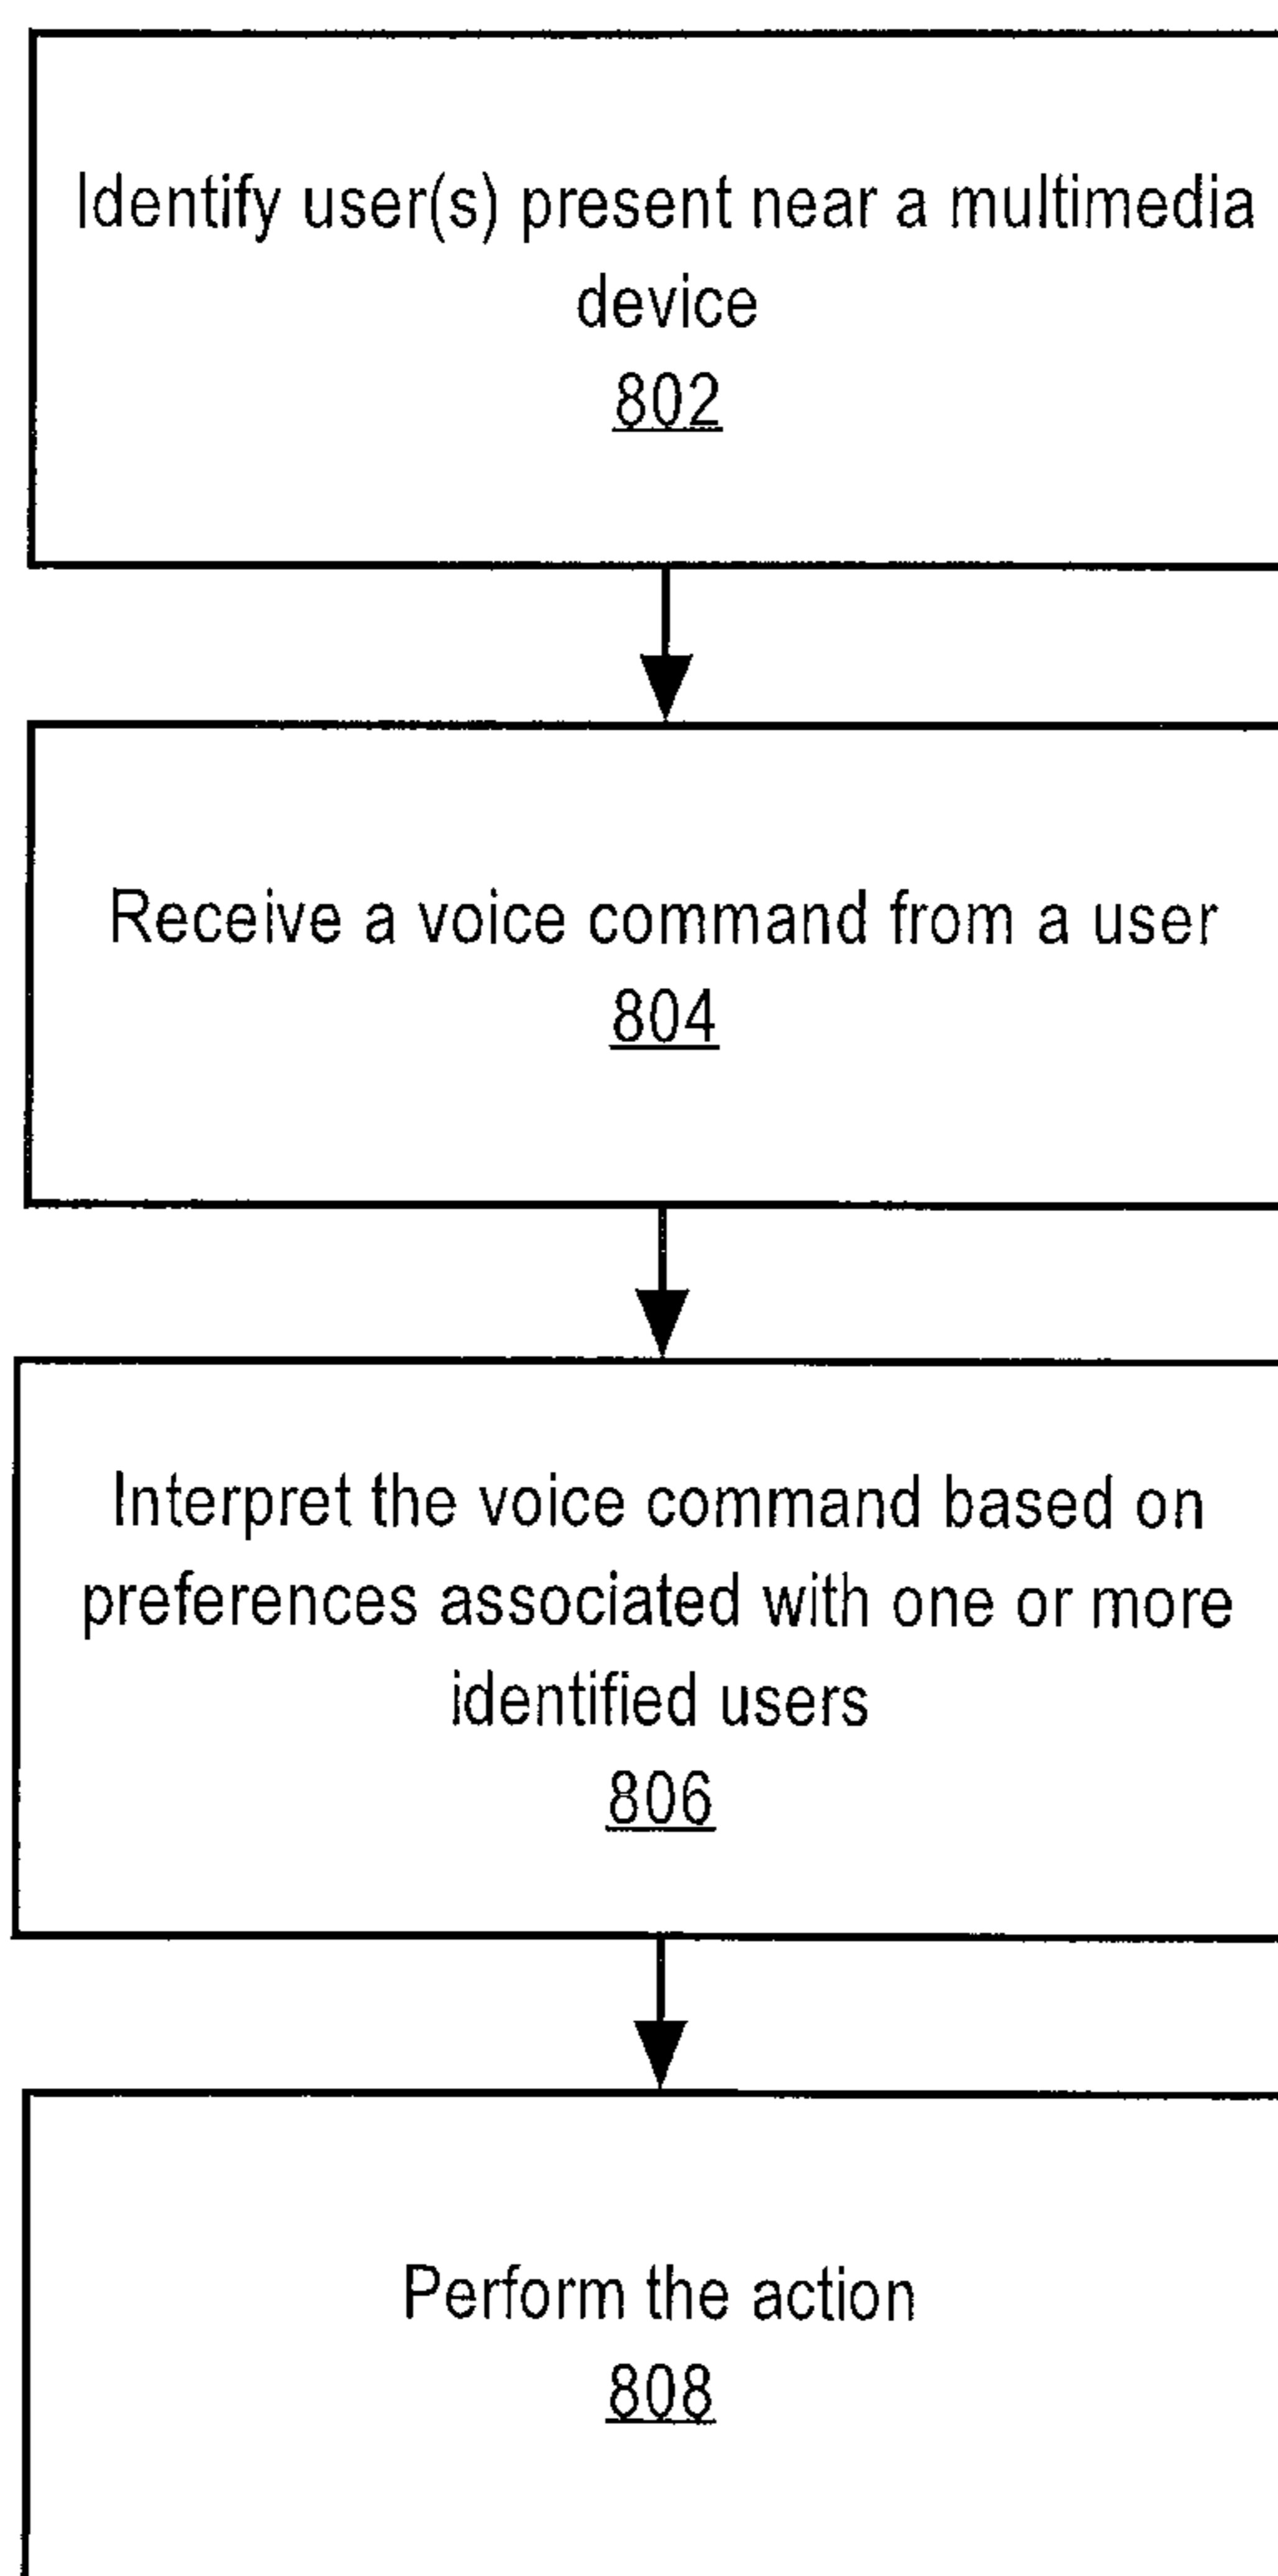 Identify user(s) present near a multimedia
device
802
Receive a voice command from a user
804
Interpret the voice command based on
preferences associated with one or more
identified users
806
Perform the action
808